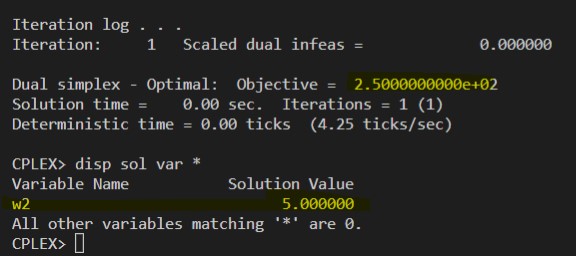 Iteration log . . .
Iteration:     1   Scaled dual infeas =             0.000000
Dual simplex - Optimal:  Objective =  2.5000000000e+02
Solution time =    0.00 sec.  Iterations = 1 (1)
Deterministic time = 0.00 ticks  (4.25 ticks/sec)
CPLEX> disp sol var *
Variable Name           Solution Value
w2                            5.000000
All other variables matching '*' are 0.
CPLEX>